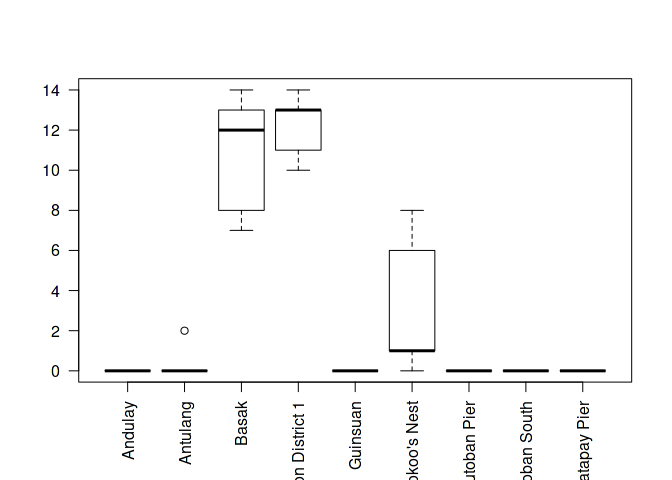 14
12
10
8
6
4
2
0
Andulay
Antulang
Basak
on District 1
Guinsuan
okoo's Nest
utoban Pier
oban South
atapay Pier